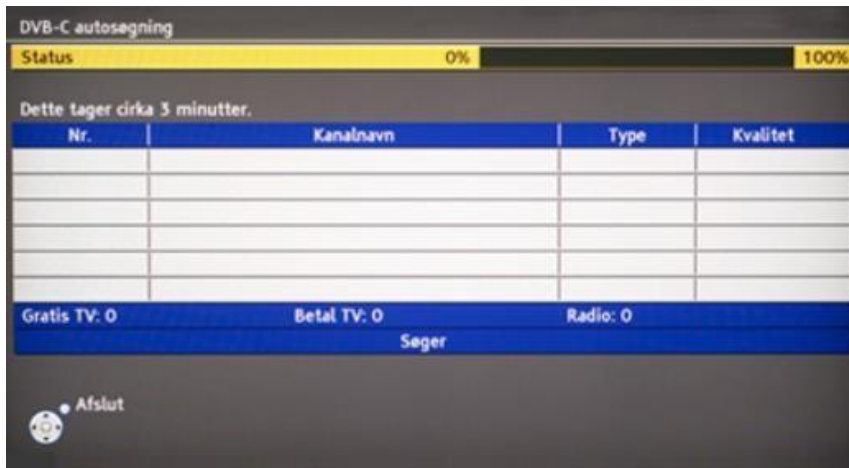 DVB-C autosøgning
Status 0% 100%
Dette tager cirka 3 minutter.
Nr. Kanalnavn Type Kvalitet
Gratis TV: 0 Betal TV: 0 Radio: 0
Søger
Afslut